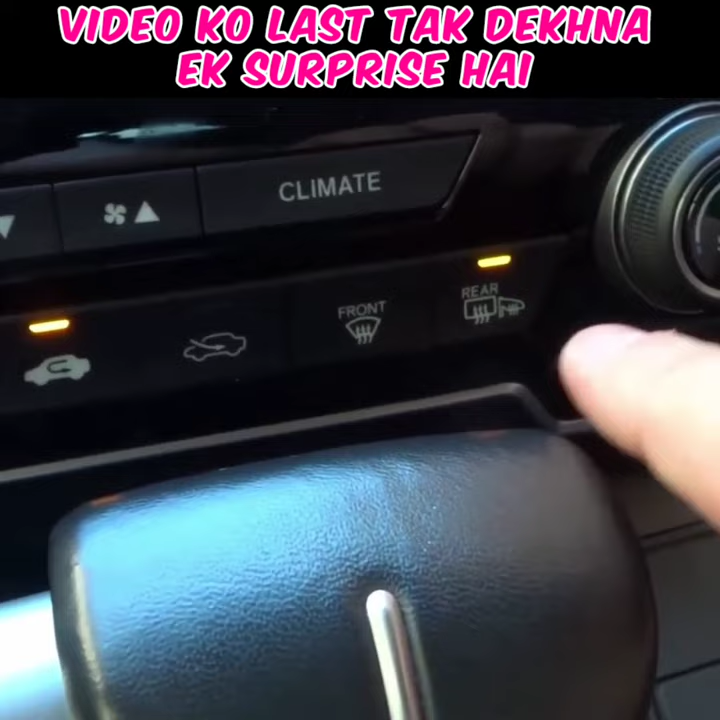 VIDEO KO LAST TAK DEKHNA
EK SURPRISE HAI
CLIMATE
FRONT
REAR